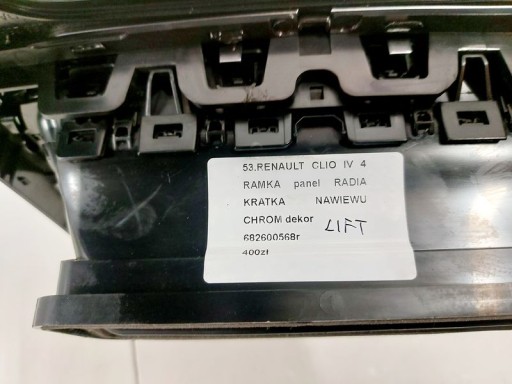 53.RENAULT CLIO IV 4
RAMKA panel RADIA
KRATKA NAWIEWU
CHROM dekor LIFT
682600568r
400zł